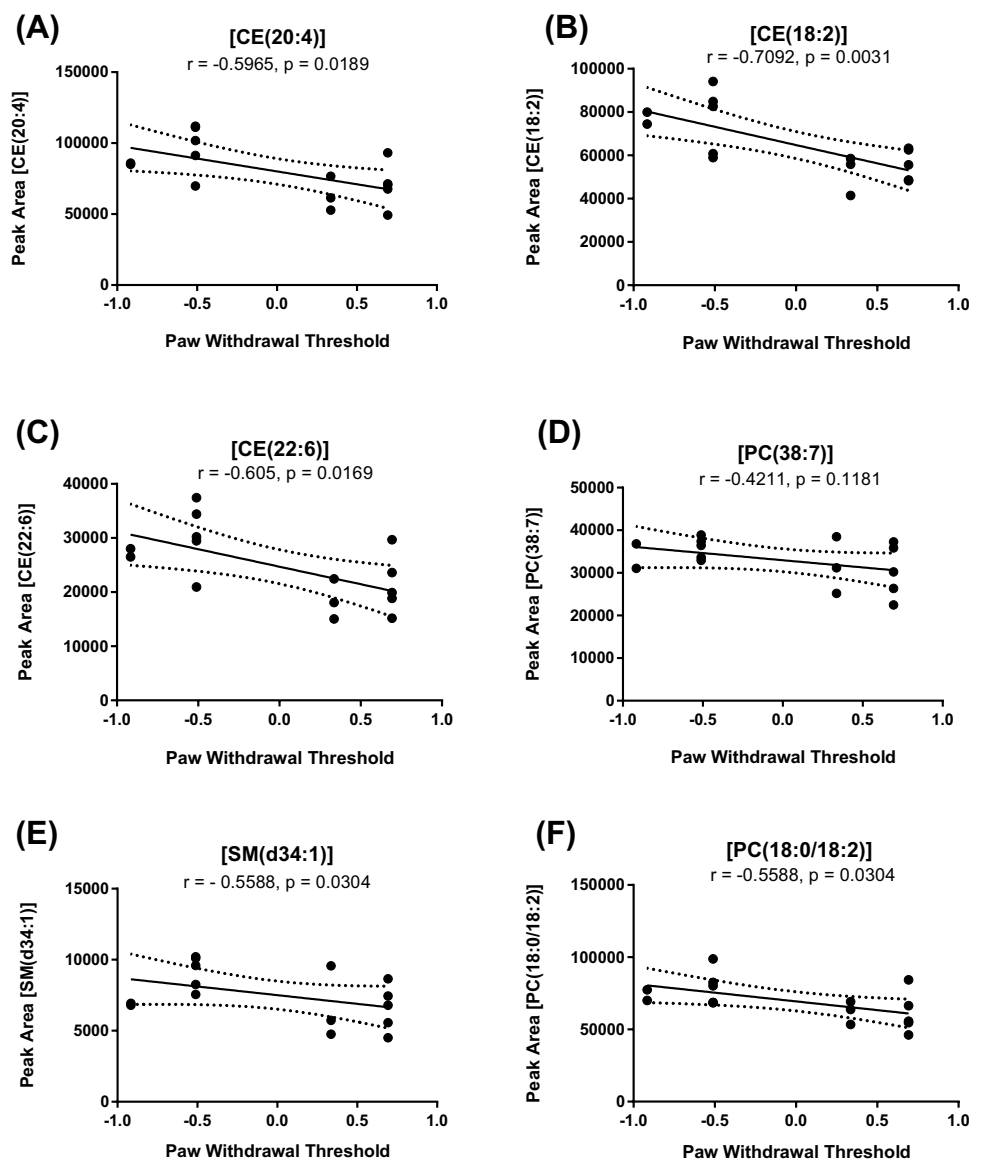 (A)
[CE(20:4)]
r = -0.5965, p = 0.0189
150000
100000
50000
0
-1.0 -0.5 0.0 0.5 1.0
Peak Area [CE(20:4)]
Paw Withdrawal Threshold
(B)
[CE(18:2)]
r = -0.7092, p = 0.0031
100000
80000
60000
40000
20000
0
-1.0 -0.5 0.0 0.5 1.0
Peak Area [CE(18:2)]
Paw Withdrawal Threshold
(C)
[CE(22:6)]
r = -0.605, p = 0.0169
40000
30000
20000
10000
0
-1.0 -0.5 0.0 0.5 1.0
Peak Area [CE(22:6)]
Paw Withdrawal Threshold
(D)
[PC(38:7)]
r = -0.4211, p = 0.1181
50000
40000
30000
20000
10000
0
-1.0 -0.5 0.0 0.5 1.0
Peak Area [PC(38:7)]
Paw Withdrawal Threshold
(E)
[SM(d34:1)]
r = - 0.5588, p = 0.0304
15000
10000
5000
0
-1.0 -0.5 0.0 0.5 1.0
Peak Area [SM(d34:1)]
Paw Withdrawal Threshold
(F)
[PC(18:0/18:2)]
r = -0.5588, p = 0.0304
150000
100000
50000
0
-1.0 -0.5 0.0 0.5 1.0
Peak Area [PC(18:0/18:2)]
Paw Withdrawal Threshold